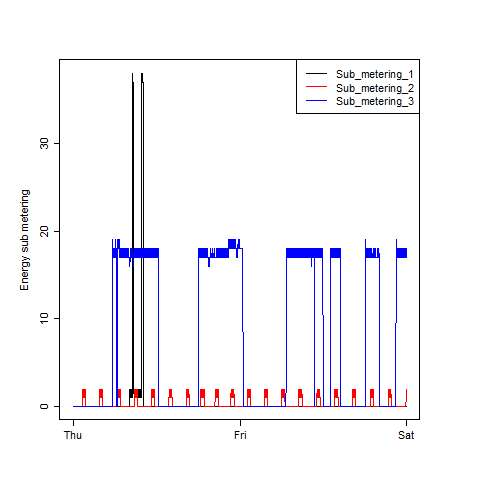 Sub_metering_1
Sub_metering_2
Sub_metering_3
Energy sub metering
30
20
10
0
Thu
Fri
Sat